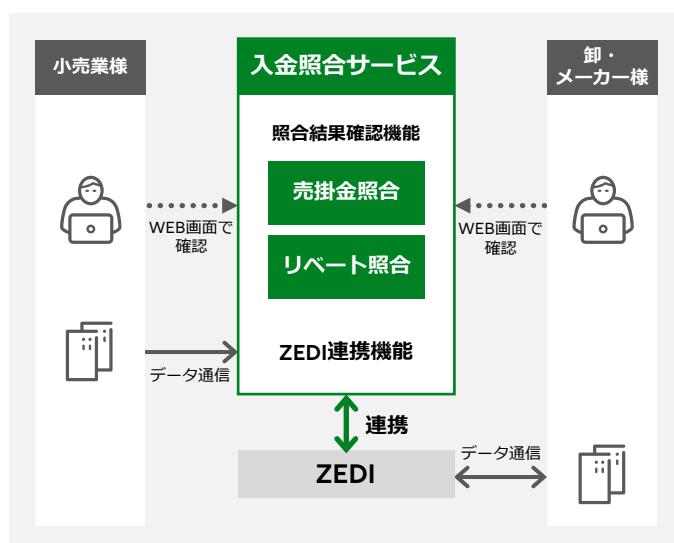 小売業様
入金照合サービス
卸・
メーカー様
照合結果確認機能
売掛金照合
リベート照合
WEB画面で
確認
WEB画面で
確認
ZEDI連携機能
データ通信
連携
ZEDI
データ通信